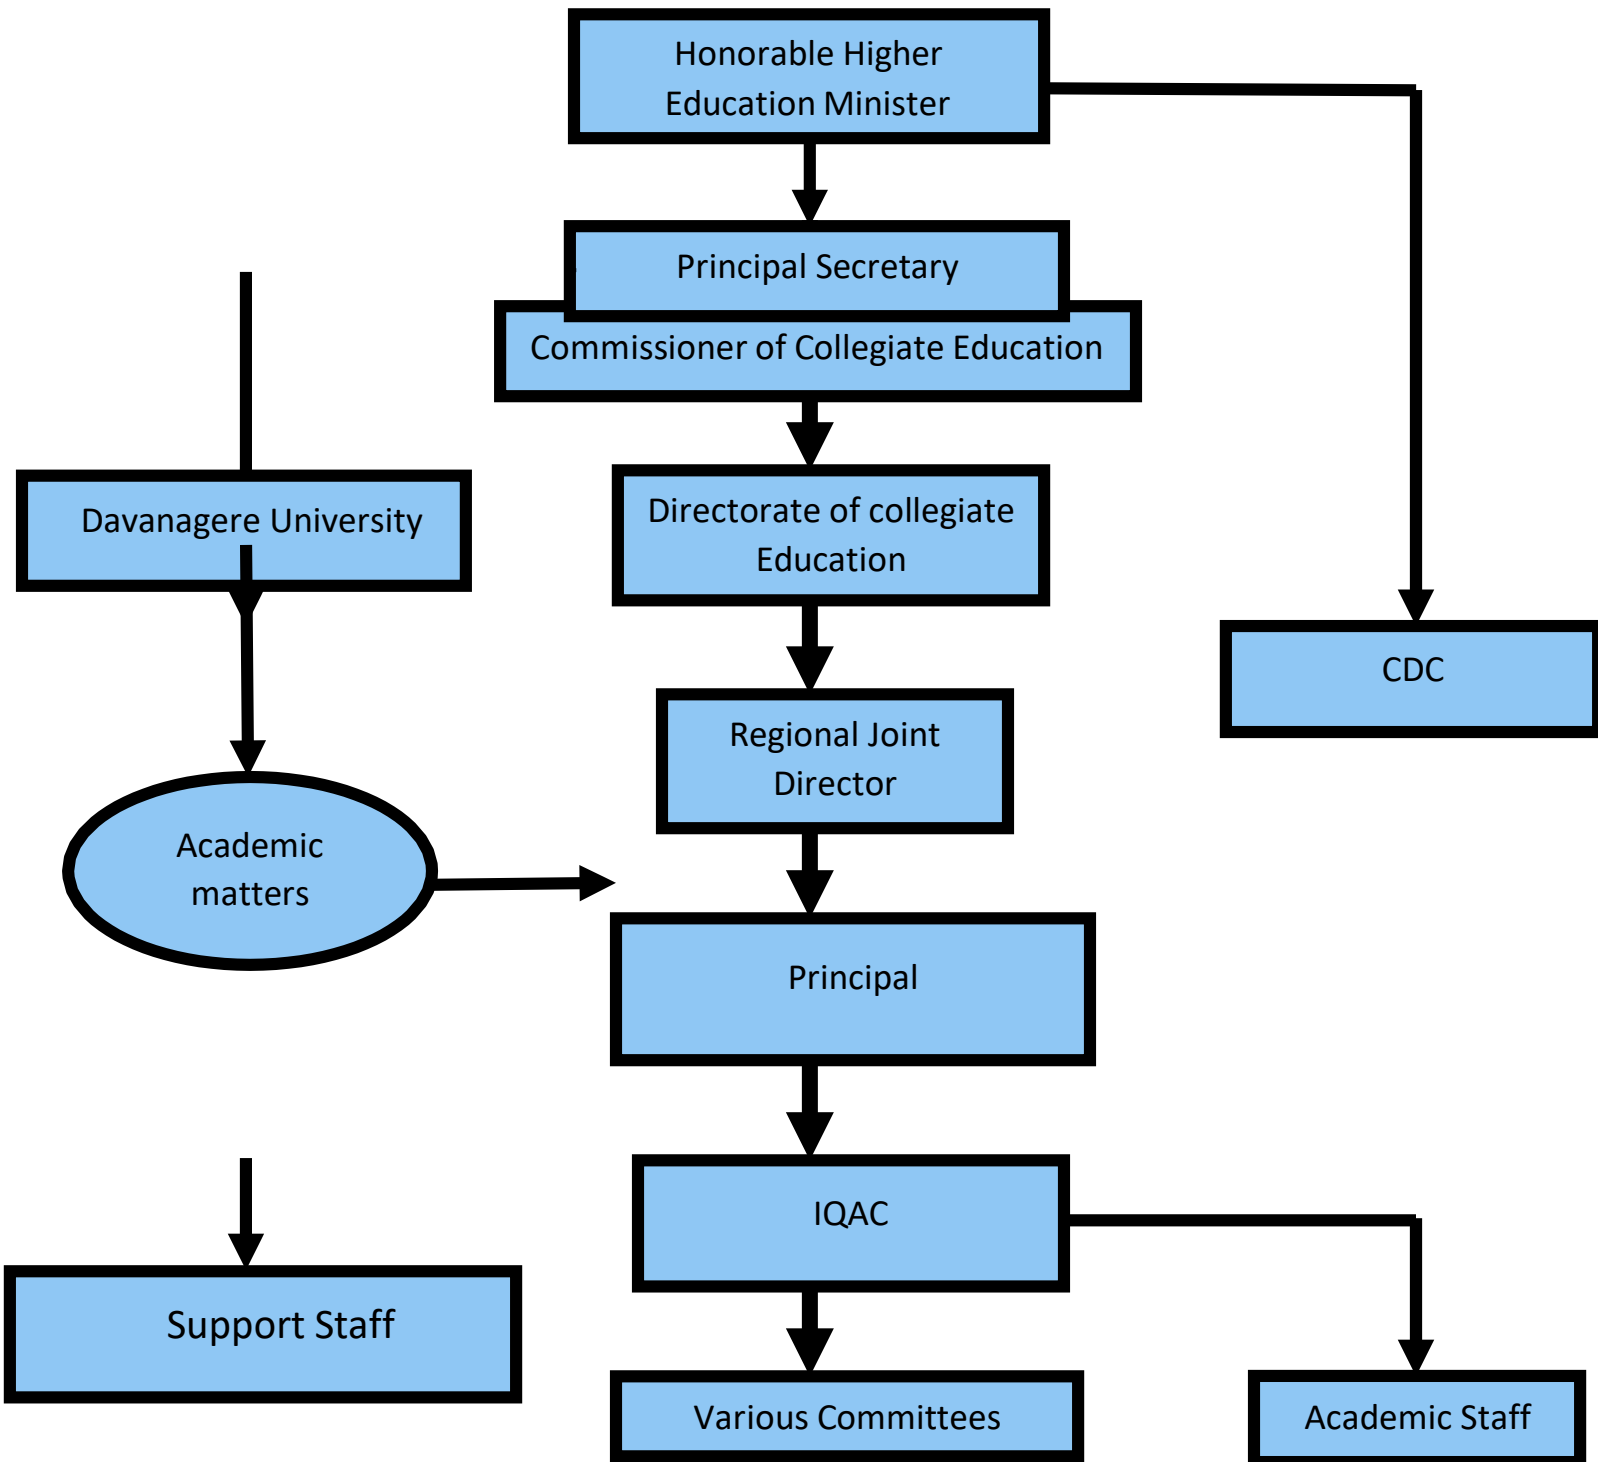 Honorable Higher
Education Minister
Principal Secretary
Commissioner of Collegiate Education
Davanagere University
Directorate of collegiate
Education
CDC
Regional Joint
Director
Academic
matters
Principal
IQAC
Support Staff
Various Committees
Academic Staff